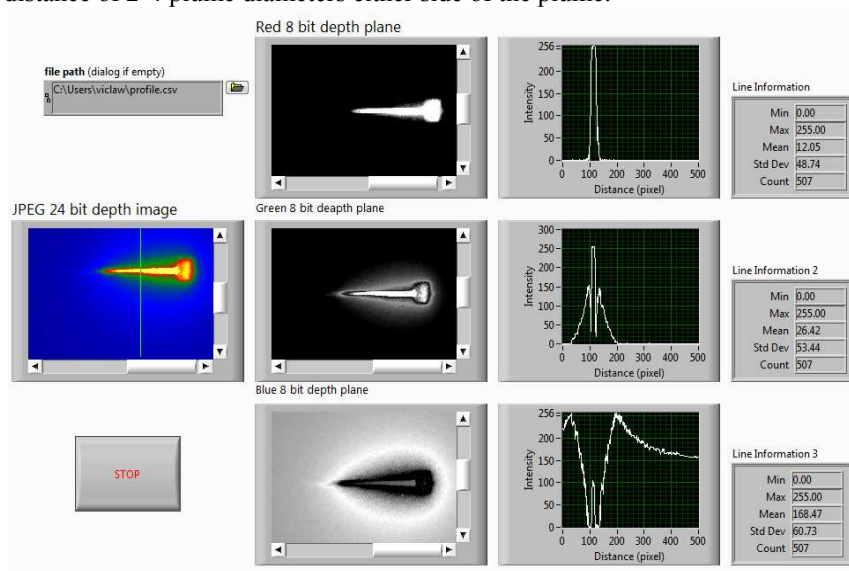 distance of 2-4 plume diameters either side of the plume.
Red 8 bit depth plane
file path (dialog if empty)
C:\Users\viclaw\profile.csv
256
200
150
100
50
0
Intensity
0 100 200 300 400 500
Distance (pixel)
Line Information
Min 0.00
Max 255.00
Mean 12.05
Std Dev 48.74
Count 507
JPEG 24 bit depth image
Green 8 bit deapth plane
300
250
200
150
100
50
0
Intensity
0 100 200 300 400 500
Distance (pixel)
Line Information 2
Min 0.00
Max 255.00
Mean 26.42
Std Dev 53.44
Count 507
Blue 8 bit depth plane
STOP
256
200
150
100
50
0
Intensity
0 100 200 300 400 500
Distance (pixel)
Line Information 3
Min 0.00
Max 255.00
Mean 168.47
Std Dev 60.73
Count 507